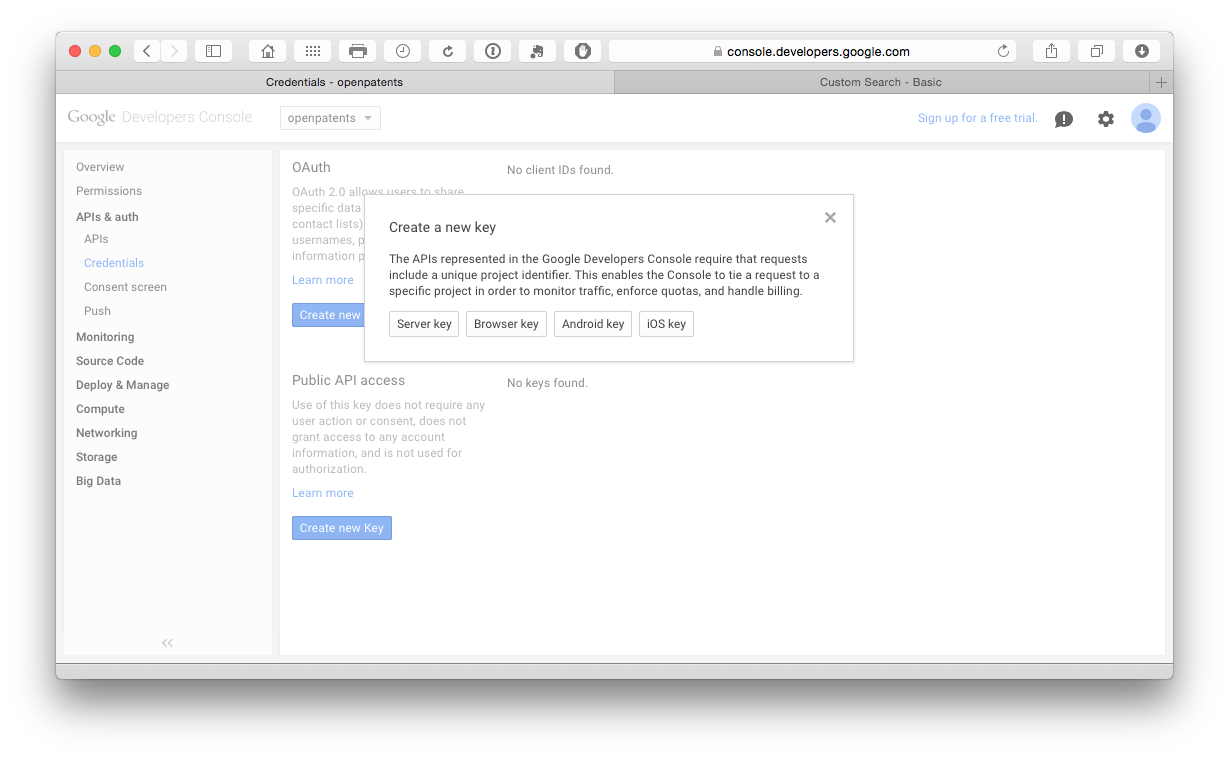 console.developers.google.com
Credentials - openpatents
Custom Search - Basic
Google Developers Console
openpatents
Sign up for a free trial.
Overview
Permissions
APIs & auth
APIs
Credentials
Consent screen
Push
Monitoring
Source Code
Deploy & Manage
Compute
Networking
Storage
Big Data
OAuth
No client IDs found.
OAuth 2.0 allows users to share
specific data
contact lists)
usernames, p
information p
Learn more
Create new
Create a new key
The APIs represented in the Google Developers Console require that requests
include a unique project identifier. This enables the Console to tie a request to a
specific project in order to monitor traffic, enforce quotas, and handle billing.
Server key
Browser key
Android key
iOS key
Public API access
No keys found.
Use of this key does not require any
user action or consent, does not
grant access to any account
information, and is not used for
authorization.
Learn more
Create new Key